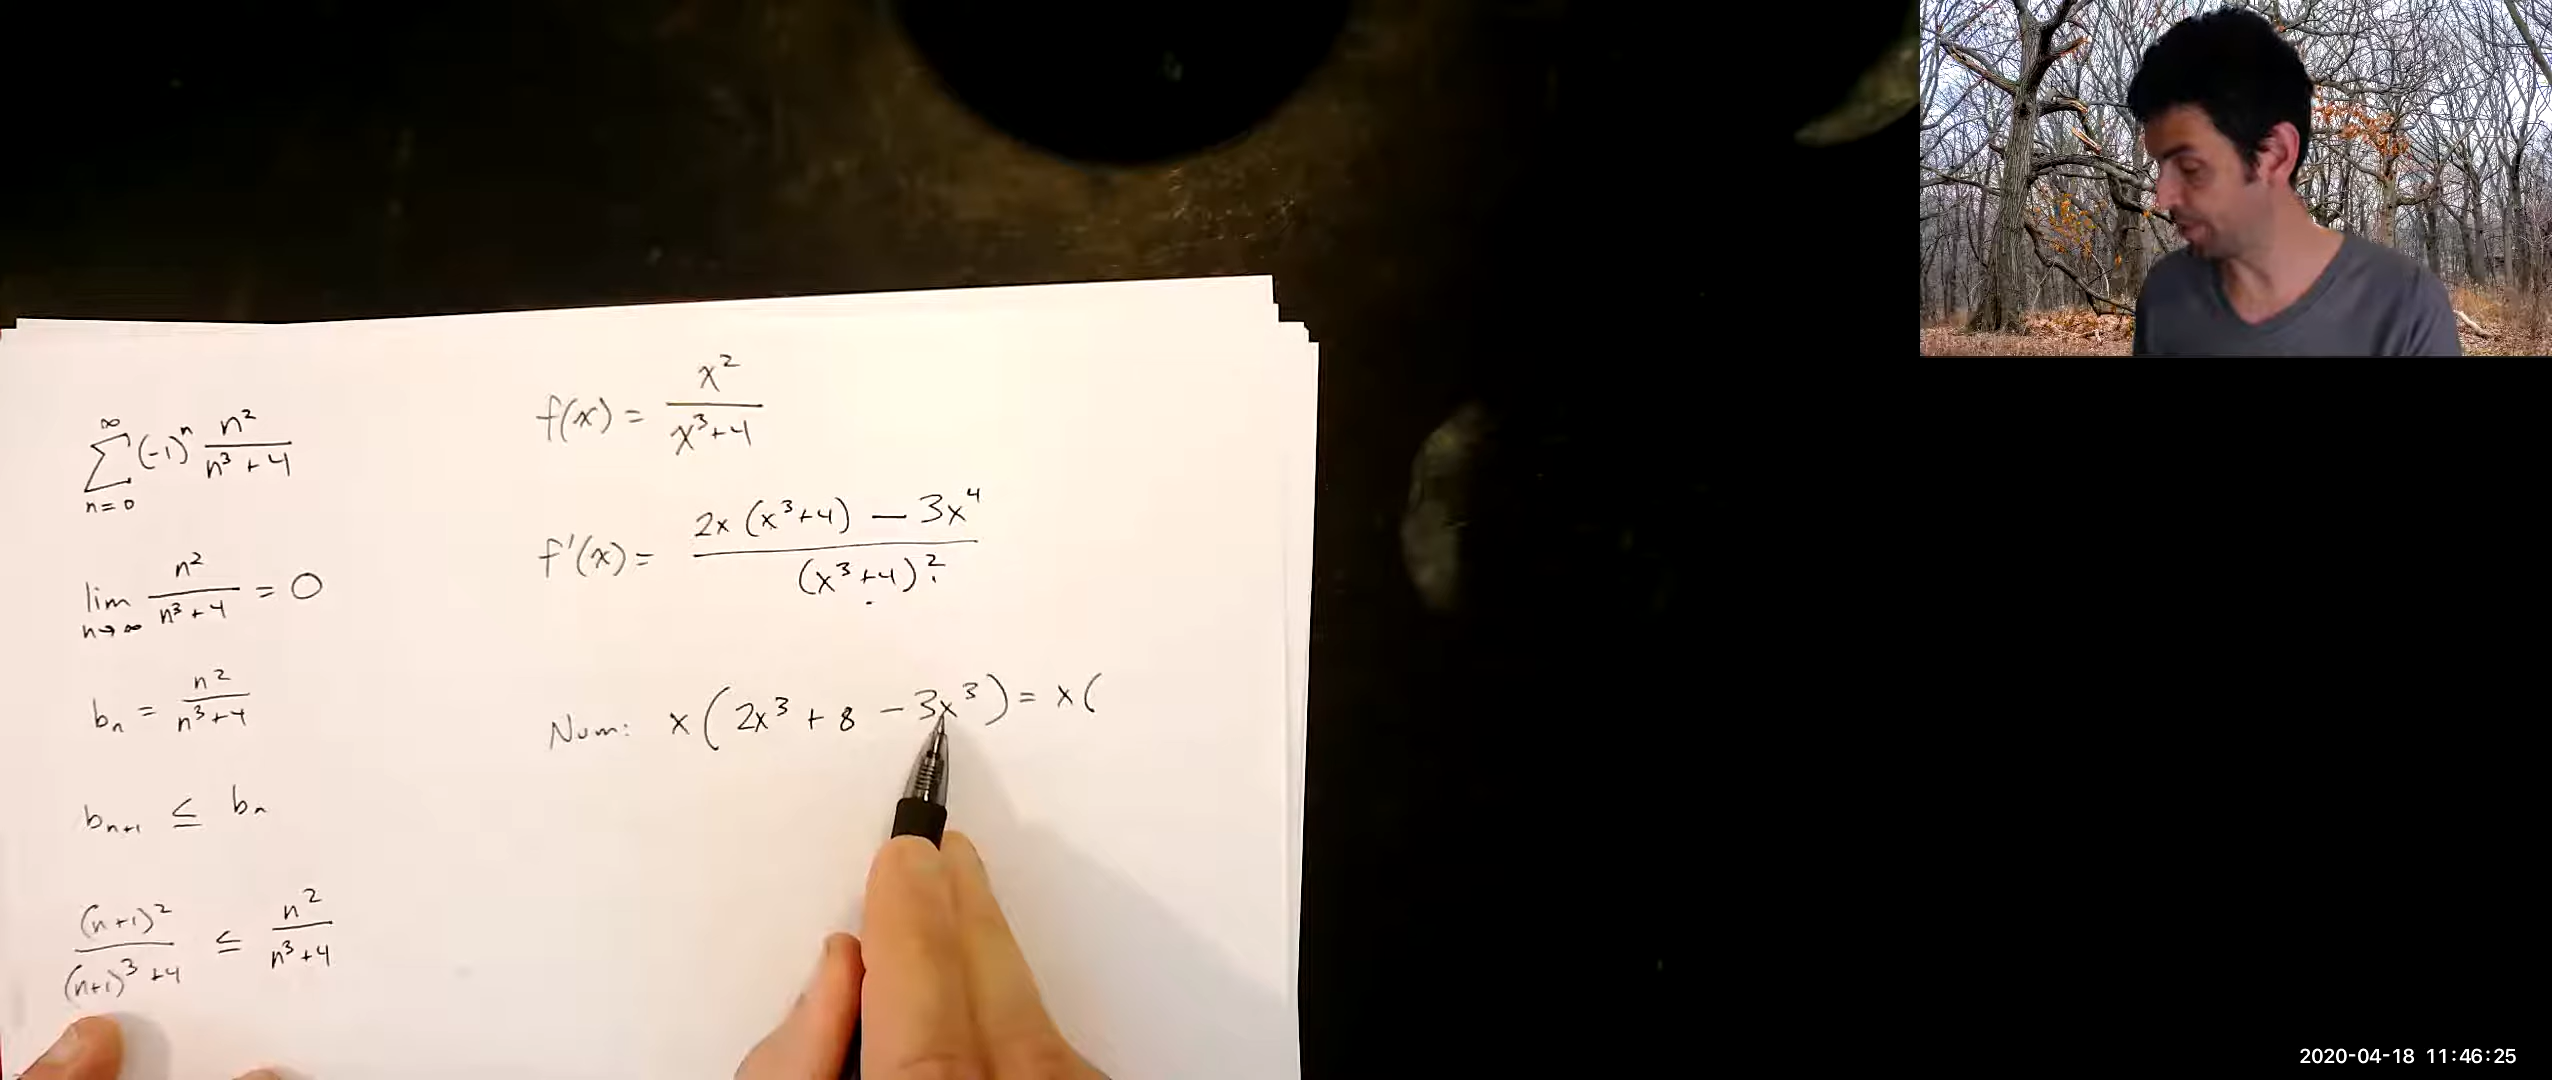 ∑_{n=0}^{∞} (-1)^n n²/(n³+4)
lim_{n→∞} n²/(n³+4) = 0
b_n = n²/(n³+4)
b_{n+1} ≤ b_n
(n+1)²/((n+1)³+4) ≤ n²/(n³+4)
f(x) = x²/(x³+4)
f'(x) = (2x(x³+4) − 3x⁴)/(x³+4)²
Num: x(2x³ + 8 − 3x³) = x(
2020-04-18 11:46:25